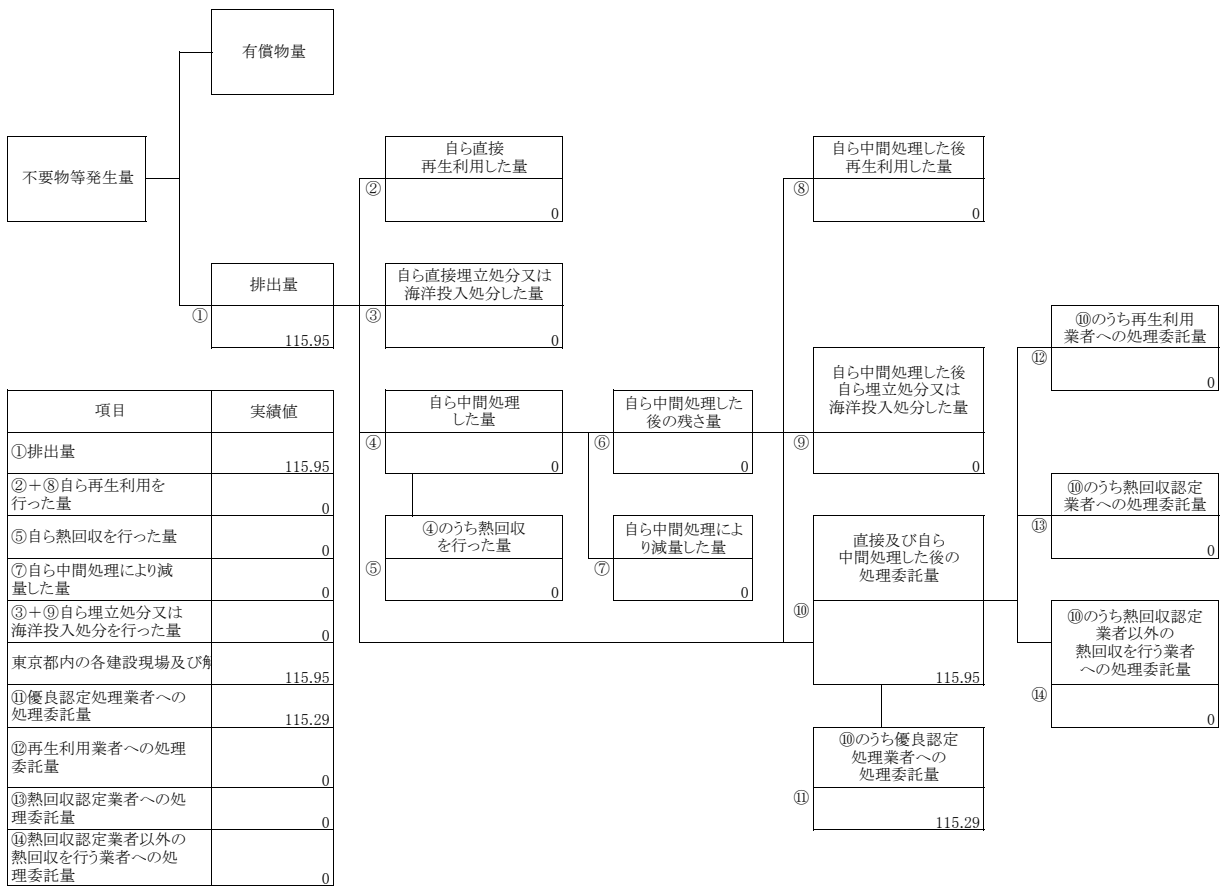 有償物量
不要物等発生量
自ら直接
再生利用した量
②
0
自ら中間処理した後
再生利用した量
⑧
0
排出量
①
115.95
自ら直接埋立処分又は
海洋投入処分した量
③
0
⑩のうち再生利用
業者への処理委託量
⑫
0
自ら中間処理
した量
④
0
自ら中間処理した
後の残さ量
⑥
0
自ら中間処理した後
自ら埋立処分又は
海洋投入処分した量
⑨
0
⑩のうち熱回収認定
業者への処理委託量
⑬
0
④のうち熱回収
を行った量
⑤
0
自ら中間処理によ
り減量した量
⑦
0
直接及び自ら
中間処理した後の
処理委託量
⑩
115.95
⑩のうち熱回収認定
業者以外の
熱回収を行う業者
への処理委託量
⑭
0
⑩のうち優良認定
処理業者への
処理委託量
⑪
115.29
項目
実績値
①排出量
115.95
②+⑧自ら再生利用を
行った量
0
⑤自ら熱回収を行った量
0
⑦自ら中間処理により減
量した量
0
③+⑨自ら埋立処分又は
海洋投入処分を行った量
0
東京都内の各建設現場及び解
115.95
⑪優良認定処理業者への
処理委託量
115.29
⑫再生利用業者への処理
委託量
0
⑬熱回収認定業者への処
理委託量
0
⑭熱回収認定業者以外の
熱回収を行う業者への処
理委託量
0